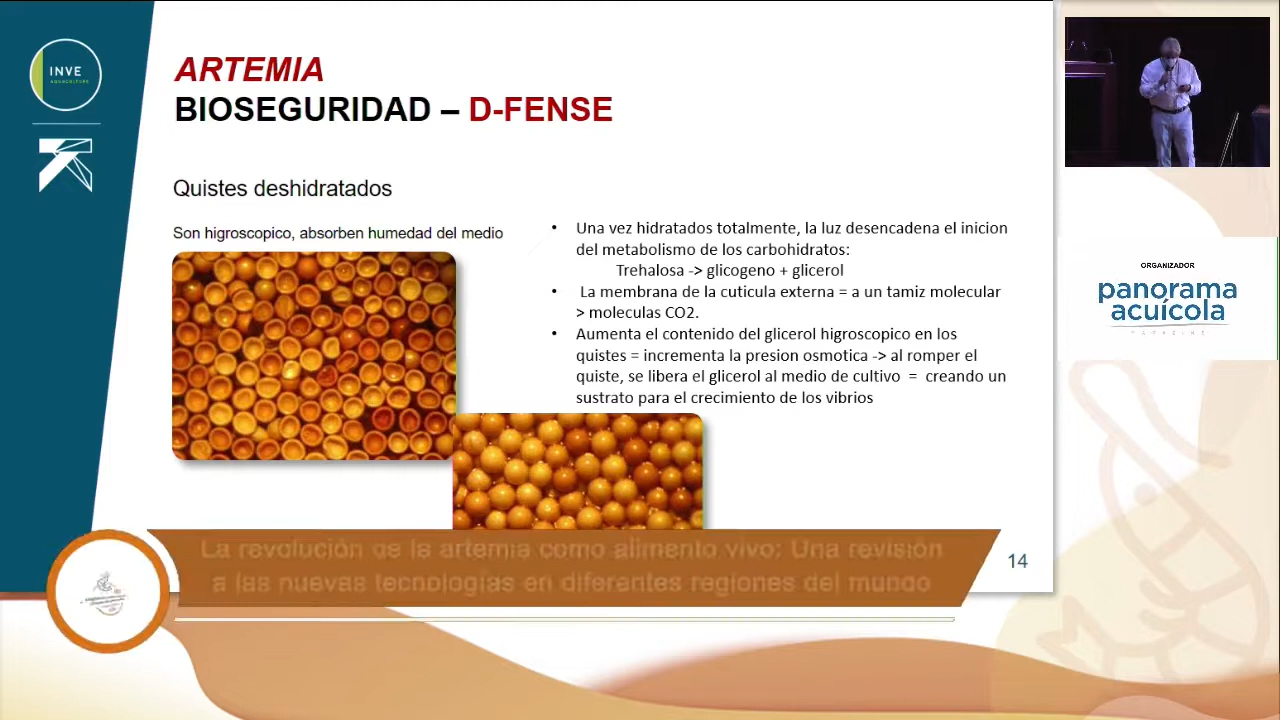 INVE
AQUACULTURE
ARTEMIA
BIOSEGURIDAD – D-FENSE
Quistes deshidratados
Son higroscopico, absorben humedad del medio
• Una vez hidratados totalmente, la luz desencadena el inicion
del metabolismo de los carbohidratos:
Trehalosa -> glicogeno + glicerol
• La membrana de la cuticula externa = a un tamiz molecular
> moleculas CO2.
• Aumenta el contenido del glicerol higroscopico en los
quistes = incrementa la presion osmotica -> al romper el
quiste, se libera el glicerol al medio de cultivo = creando un
sustrato para el crecimiento de los vibrios
14
La revolución de la artemia como alimento vivo: Una revisión
a las nuevas tecnologías en diferentes regiones del mundo
ORGANIZADOR
panorama
acuícola
MAGAZINE